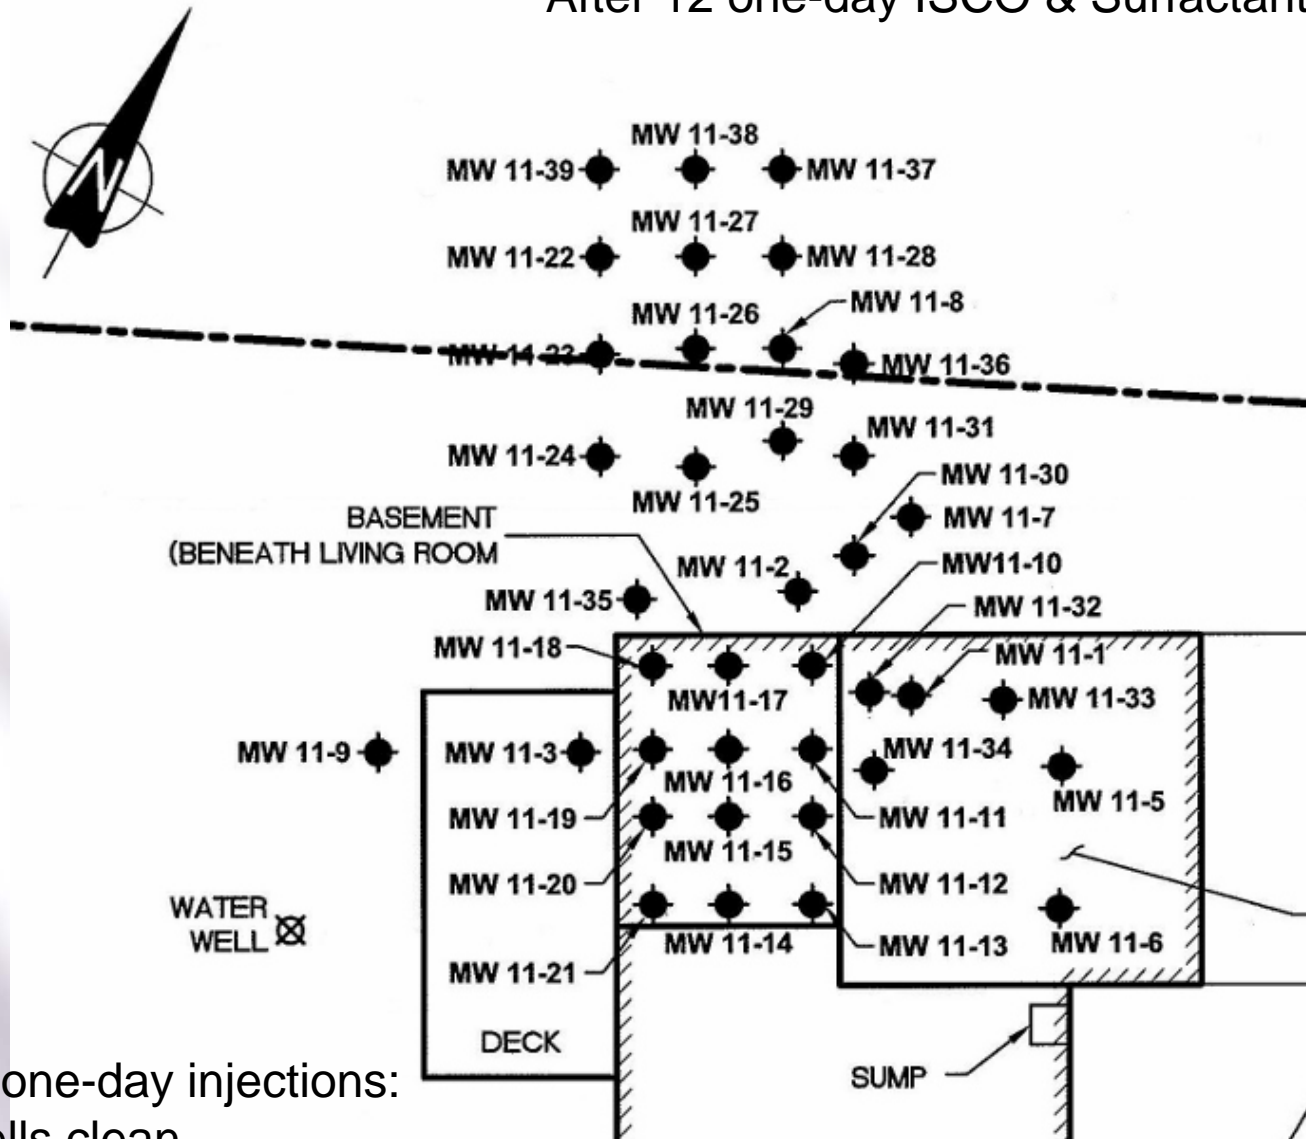 After 12 one-day ISCO & Surfactant
N
MW 11-38
MW 11-39
MW 11-37
MW 11-27
MW 11-22
MW 11-28
MW 11-8
MW 11-26
MW 11-23
MW 11-36
MW 11-29
MW 11-31
MW 11-24
MW 11-30
MW 11-25
MW 11-7
BASEMENT
(BENEATH LIVING ROOM
MW11-10
MW 11-2
MW 11-35
MW 11-32
MW 11-18
MW 11-1
MW11-17
MW 11-33
MW 11-9
MW 11-3
MW 11-34
MW 11-16
MW 11-5
MW 11-19
MW 11-11
MW 11-15
MW 11-20
MW 11-12
WATER
WELL
MW 11-14
MW 11-13
MW 11-6
MW 11-21
DECK
SUMP
one-day injections:
clean